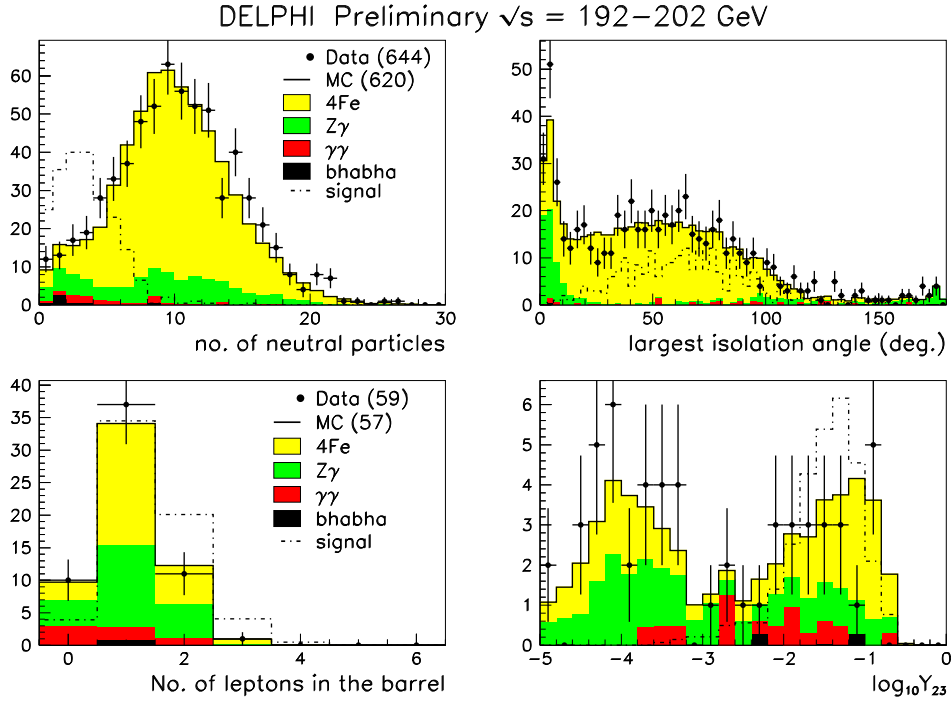 DELPHI Preliminary √s = 192−202 GeV
60
50
40
30
20
10
0
Data (644)
MC (620)
4Fe
Zγ
γγ
bhabha
signal
0 10 20 30
no. of neutral particles
50
40
30
20
10
0
0 50 100 150
largest isolation angle (deg.)
40
35
30
25
20
15
10
5
0
Data (59)
MC (57)
4Fe
Zγ
γγ
bhabha
signal
0 2 4 6
No. of leptons in the barrel
6
5
4
3
2
1
0
-5 -4 -3 -2 -1 0
log₁₀Y₂₃